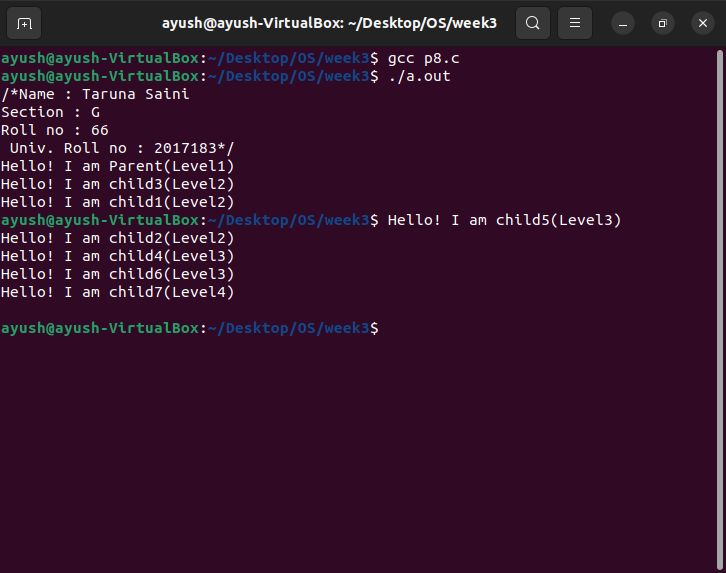 ayush@ayush-VirtualBox: ~/Desktop/OS/week3
ayush@ayush-VirtualBox:~/Desktop/OS/week3$ gcc p8.c
ayush@ayush-VirtualBox:~/Desktop/OS/week3$ ./a.out
/*Name : Taruna Saini
Section : G
Roll no : 66
 Univ. Roll no : 2017183*/
Hello! I am Parent(Level1)
Hello! I am child3(Level2)
Hello! I am child1(Level2)
ayush@ayush-VirtualBox:~/Desktop/OS/week3$ Hello! I am child5(Level3)
Hello! I am child2(Level2)
Hello! I am child4(Level3)
Hello! I am child6(Level3)
Hello! I am child7(Level4)
ayush@ayush-VirtualBox:~/Desktop/OS/week3$